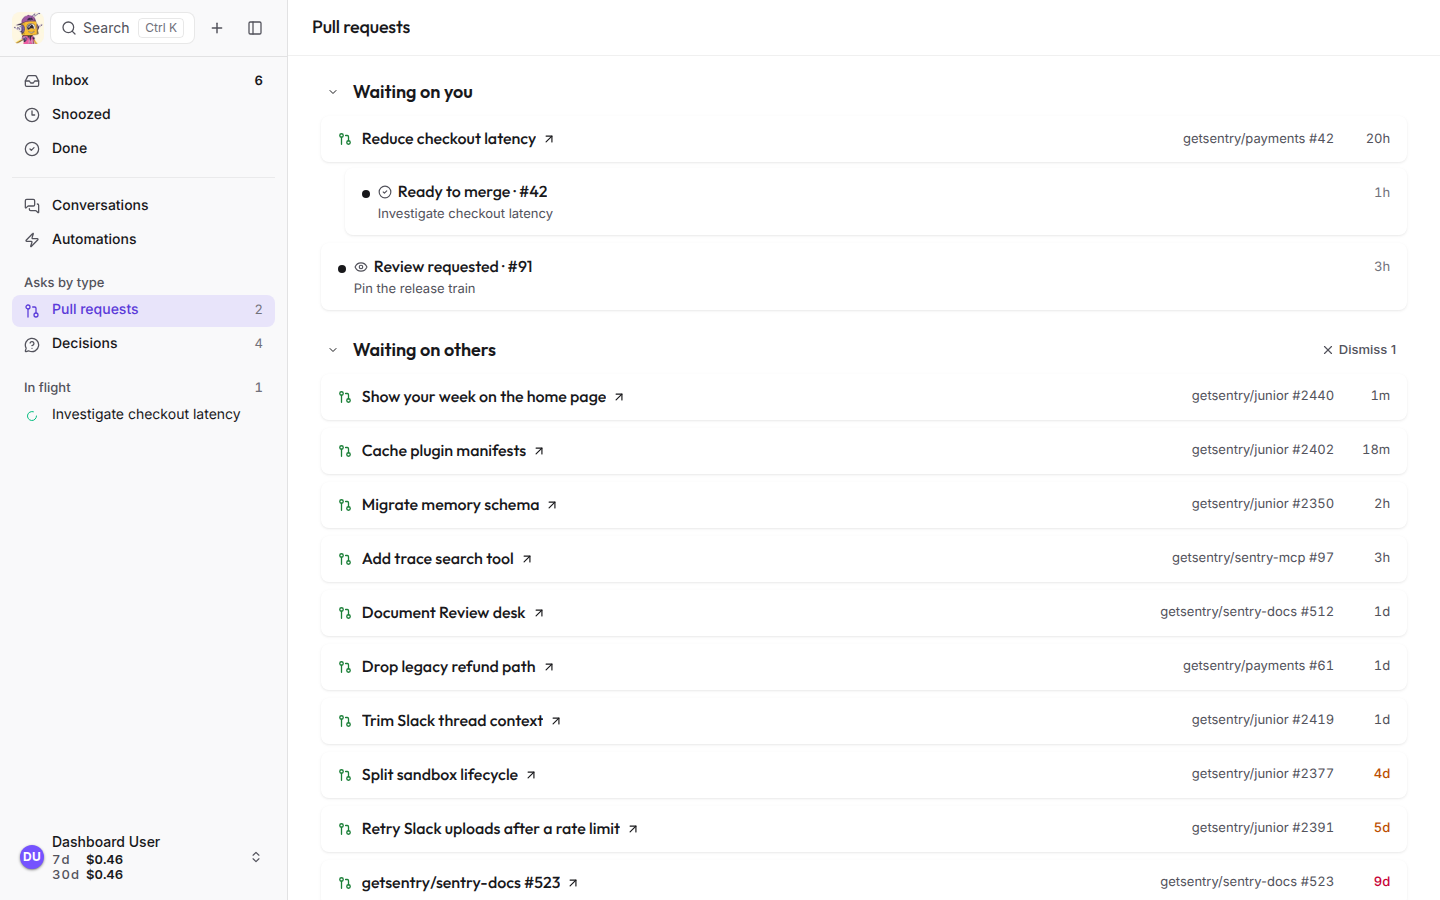 Search Ctrl K
Pull requests
Inbox 6
Snoozed
Done
Conversations
Automations
Asks by type
Pull requests 2
Decisions 4
In flight 1
Investigate checkout latency
Dashboard User
DU
7d $0.46
30d $0.46
Waiting on you
Reduce checkout latency getsentry/payments #42 20h
Ready to merge · #42 1h
Investigate checkout latency
Review requested · #91 3h
Pin the release train
Waiting on others Dismiss 1
Show your week on the home page getsentry/junior #2440 1m
Cache plugin manifests getsentry/junior #2402 18m
Migrate memory schema getsentry/junior #2350 2h
Add trace search tool getsentry/sentry-mcp #97 3h
Document Review desk getsentry/sentry-docs #512 1d
Drop legacy refund path getsentry/payments #61 1d
Trim Slack thread context getsentry/junior #2419 1d
Split sandbox lifecycle getsentry/junior #2377 4d
Retry Slack uploads after a rate limit getsentry/junior #2391 5d
getsentry/sentry-docs #523 getsentry/sentry-docs #523 9d